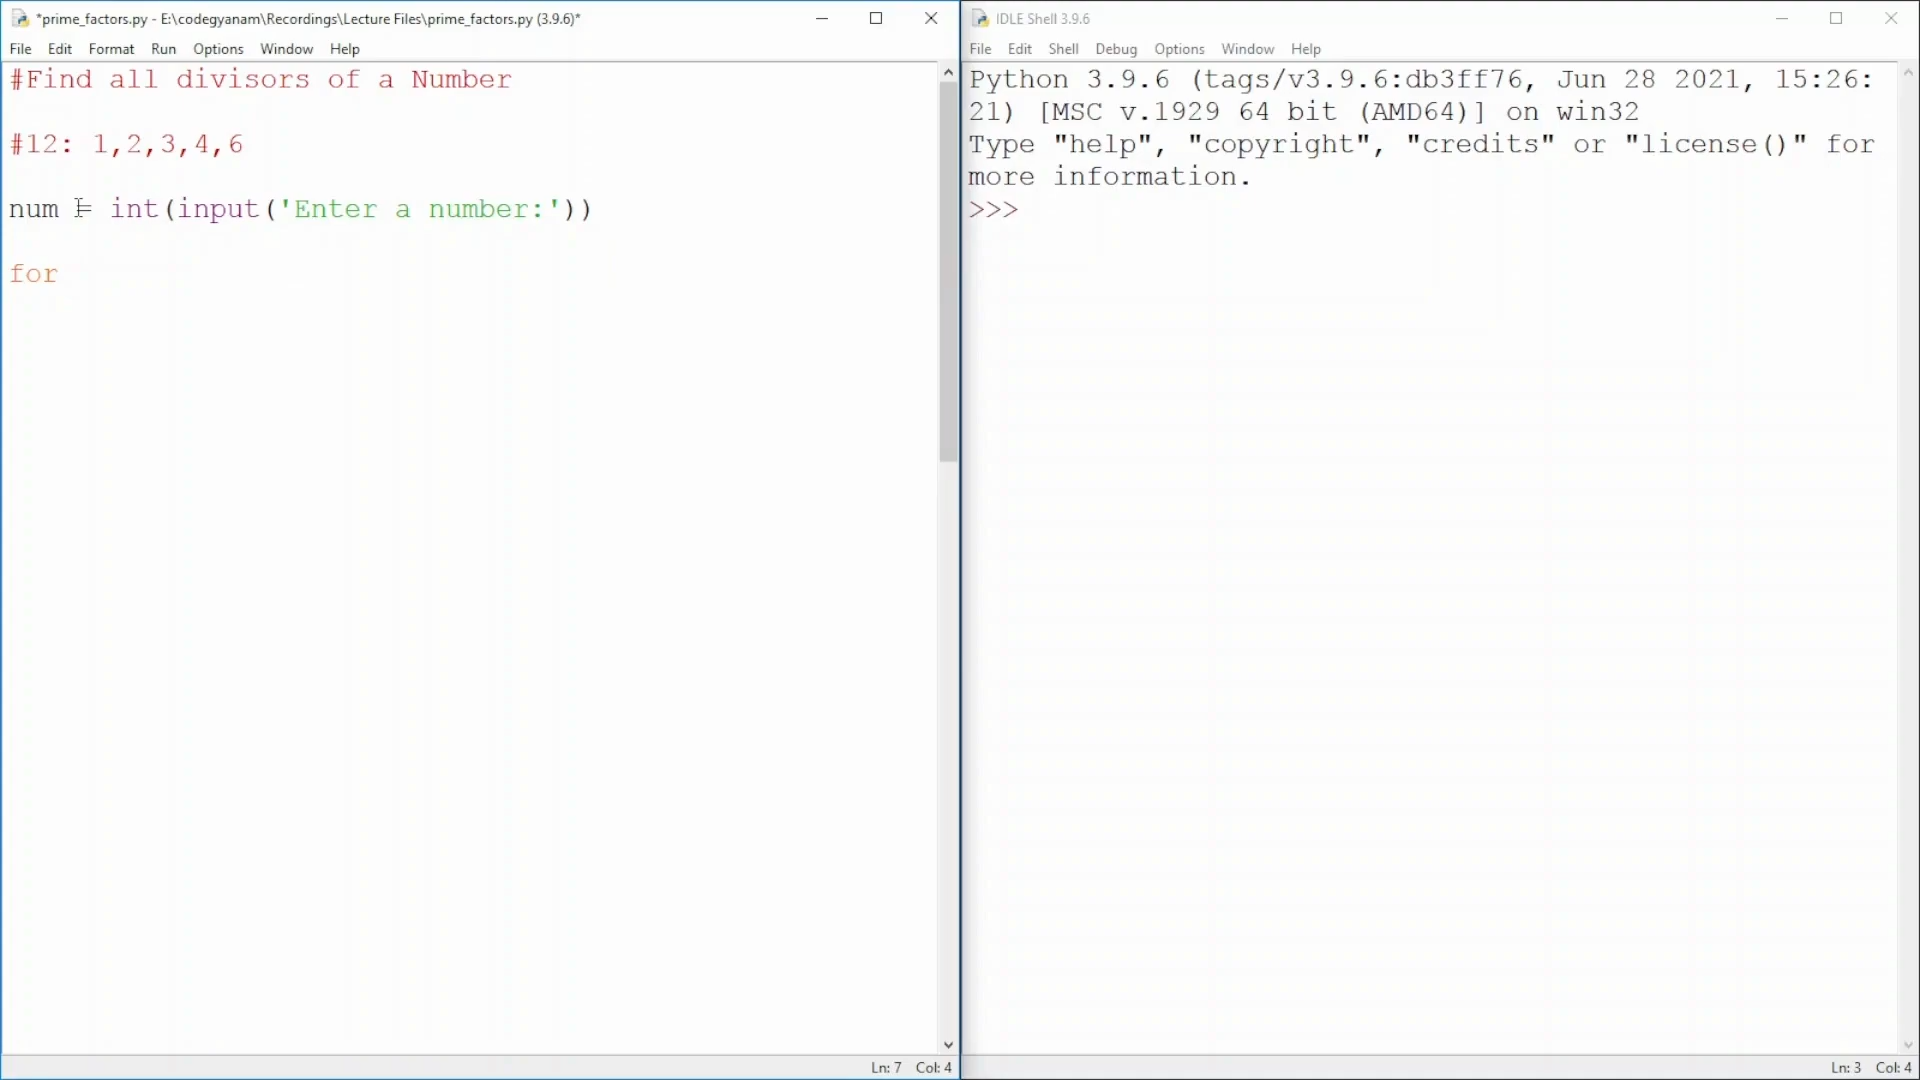 *prime_factors.py - E:\codegyanam\Recordings\Lecture Files\prime_factors.py (3.9.6)*
File Edit Format Run Options Window Help
#Find all divisors of a Number
#12: 1,2,3,4,6
num = int(input('Enter a number:'))
for
Ln: 7 Col: 4
IDLE Shell 3.9.6
File Edit Shell Debug Options Window Help
Python 3.9.6 (tags/v3.9.6:db3ff76, Jun 28 2021, 15:26:
21) [MSC v.1929 64 bit (AMD64)] on win32
Type "help", "copyright", "credits" or "license()" for
more information.
>>>
Ln: 3 Col: 4